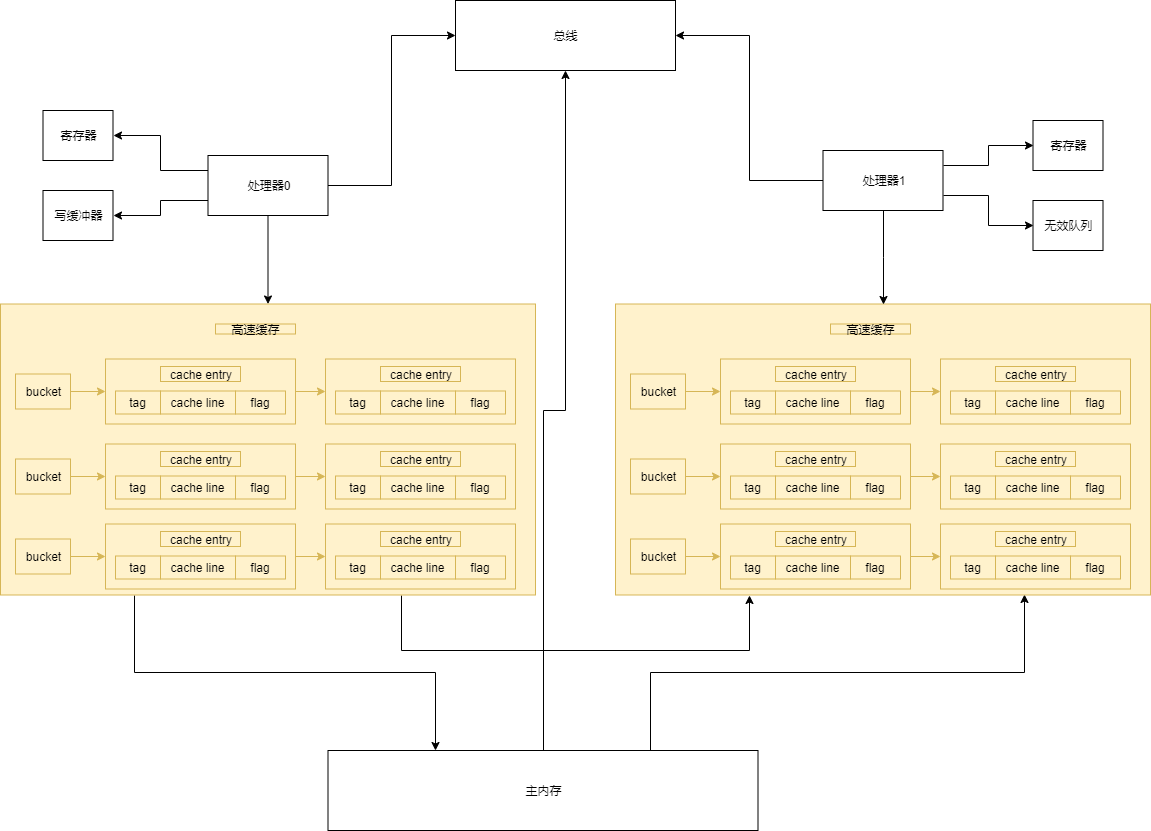 总线
寄存器
处理器0
写缓冲器
处理器1
寄存器
无效队列
高速缓存
bucket
cache entry
tag cache line flag
cache entry
tag cache line flag
bucket
cache entry
tag cache line flag
cache entry
tag cache line flag
bucket
cache entry
tag cache line flag
cache entry
tag cache line flag
高速缓存
bucket
cache entry
tag cache line flag
cache entry
tag cache line flag
bucket
cache entry
tag cache line flag
cache entry
tag cache line flag
bucket
cache entry
tag cache line flag
cache entry
tag cache line flag
主内存